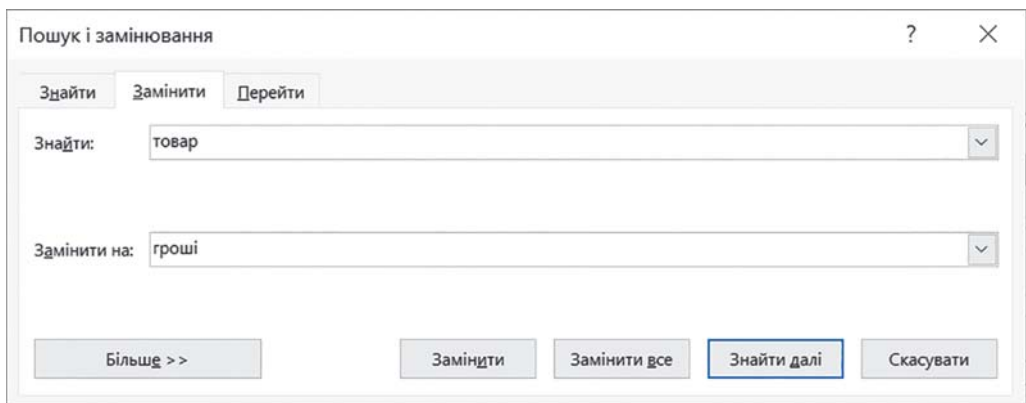 Пошук і замінювання ?
Знайти Замінити Перейти
Знайти: товар
Замінити на: гроші
Більше >> Замінити Замінити все Знайти далі Скасувати